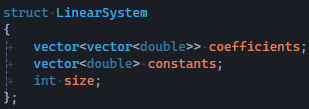 struct LinearSystem
{
    vector<vector<double>> coefficients;
    vector<double> constants;
    int size;
};